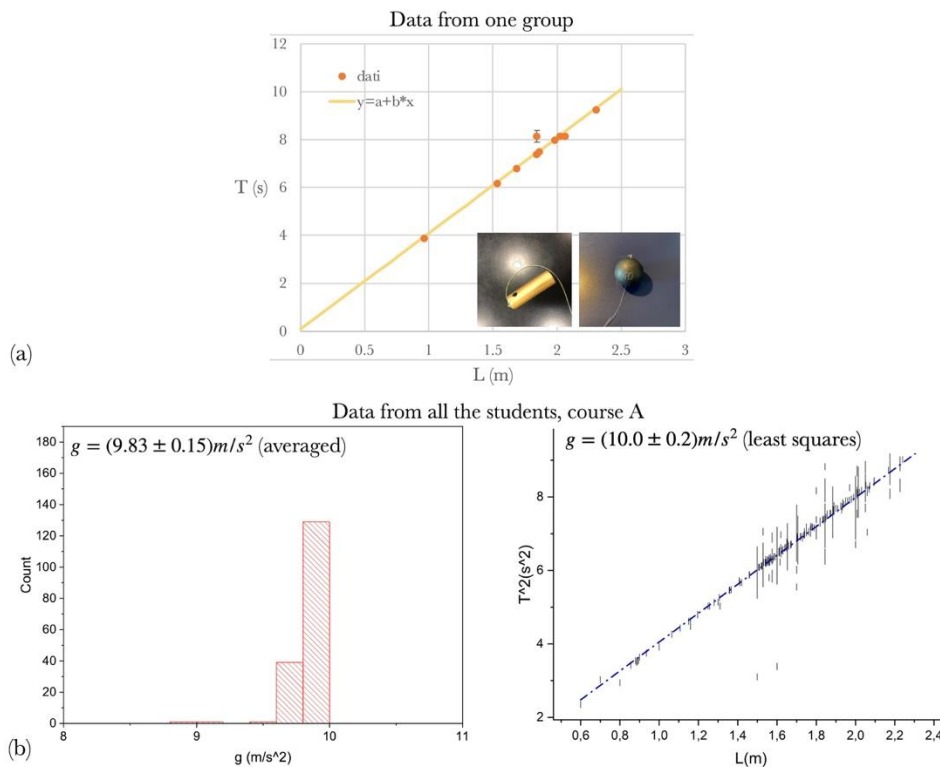 Data from one group
12
10
8
6
4
2
0
dati
y=a+b*x
T (s)
0 0.5 1 1.5 2 2.5 3
L (m)
(a)
Data from all the students, course A
g = (9.83 ± 0.15)m/s² (averaged)
180
160
140
120
100
80
60
40
20
0
Count
8 9 10 11
g (m/s^2)
(b)
g = (10.0 ± 0.2)m/s² (least squares)
8
6
4
2
T^2(s^2)
0,6 0,8 1,0 1,2 1,4 1,6 1,8 2,0 2,2 2,4
L(m)